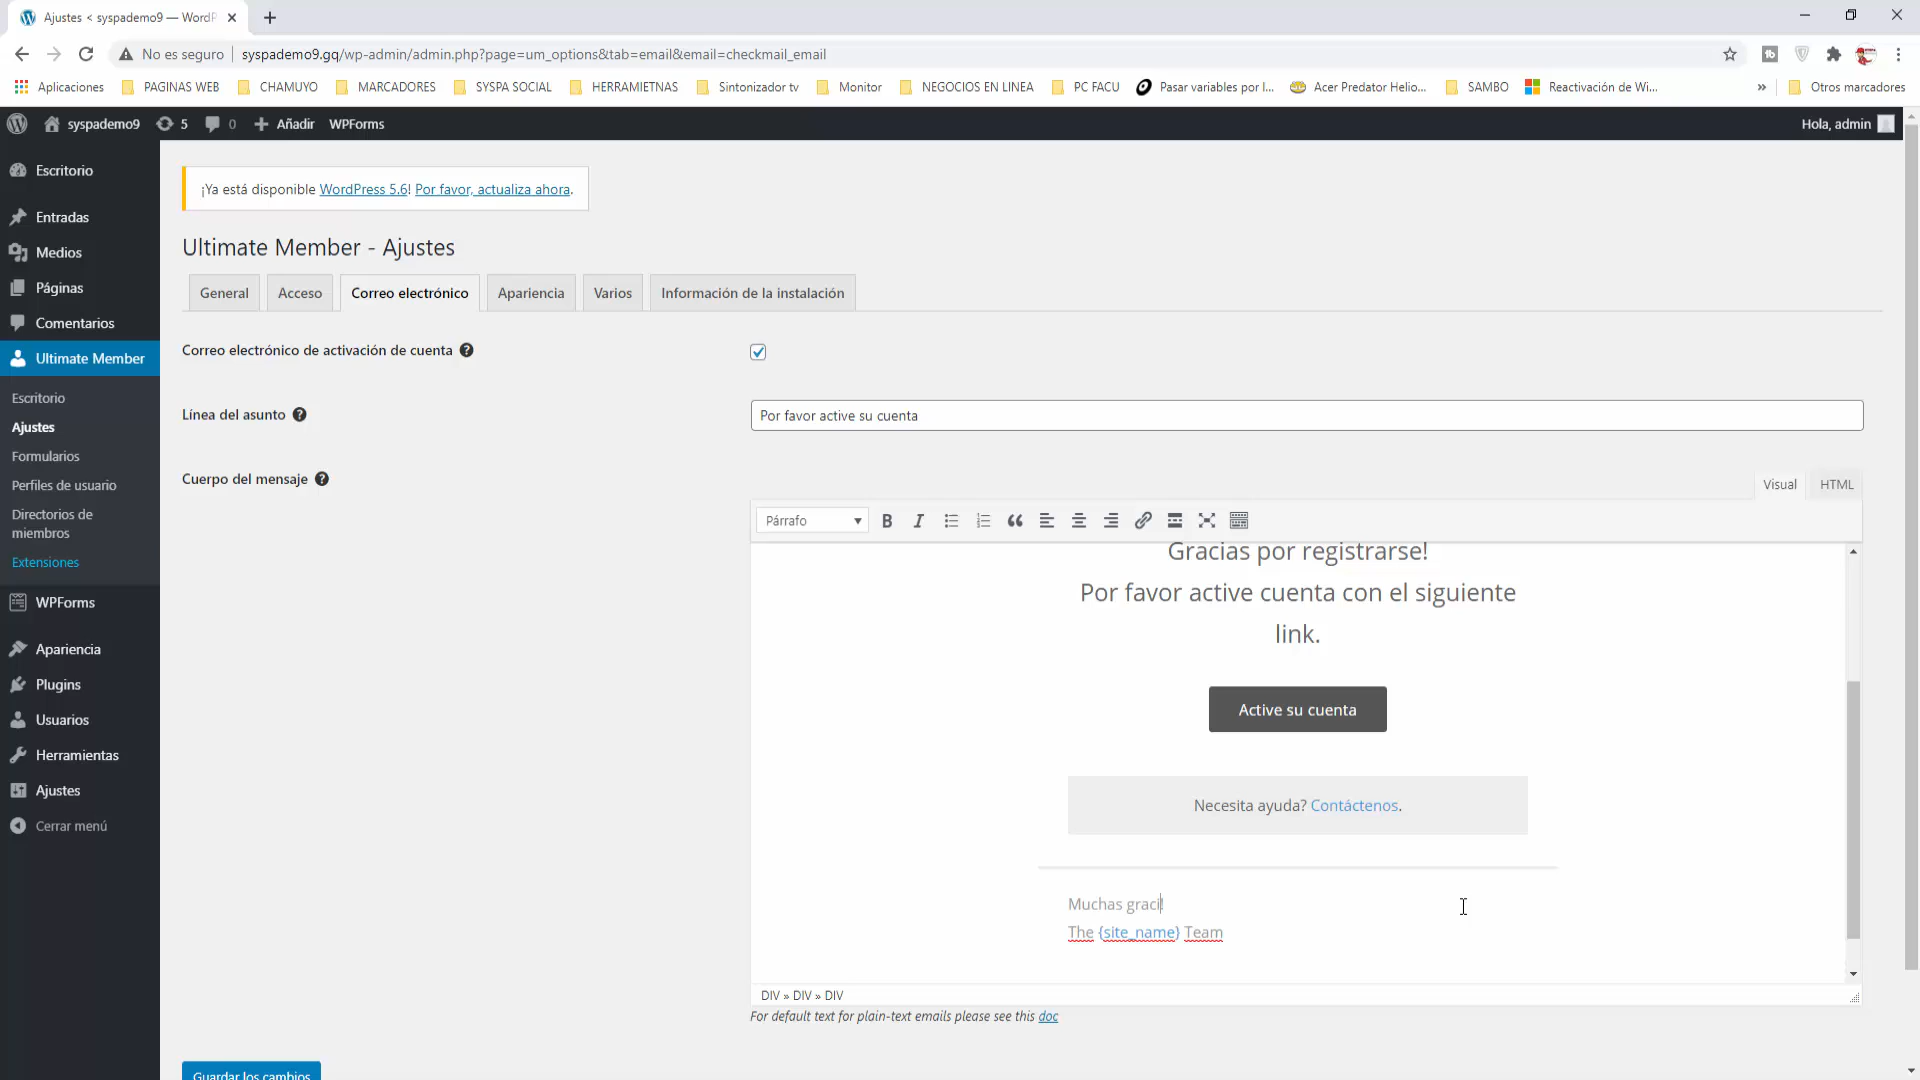 Ajustes < syspademo9 — WordP
No es seguro
syspademo9.gq/wp-admin/admin.php?page=um_options&tab=email&email=checkmail_email
Aplicaciones
PAGINAS WEB
CHAMUYO
MARCADORES
SYSPA SOCIAL
HERRAMIETNAS
Sintonizador tv
Monitor
NEGOCIOS EN LINEA
PC FACU
Pasar variables por l...
Acer Predator Helio...
SAMBO
Reactivación de Wi...
»
Otros marcadores
syspademo9
5
0
Añadir
WPForms
Hola, admin
Escritorio
Entradas
Medios
Páginas
Comentarios
Ultimate Member
Escritorio
Ajustes
Formularios
Perfiles de usuario
Directorios de
miembros
Extensiones
WPForms
Apariencia
Plugins
Usuarios
Herramientas
Ajustes
Cerrar menú
¡Ya está disponible WordPress 5.6! Por favor, actualiza ahora.
Ultimate Member - Ajustes
General
Acceso
Correo electrónico
Apariencia
Varios
Información de la instalación
Correo electrónico de activación de cuenta
Línea del asunto
Por favor active su cuenta
Cuerpo del mensaje
Visual
HTML
Párrafo
Gracias por registrarse!
Por favor active cuenta con el siguiente
link.
Active su cuenta
Necesita ayuda? Contáctenos.
Muchas graci!
The {site_name} Team
DIV » DIV » DIV
For default text for plain-text emails please see this doc
Guardar los cambios